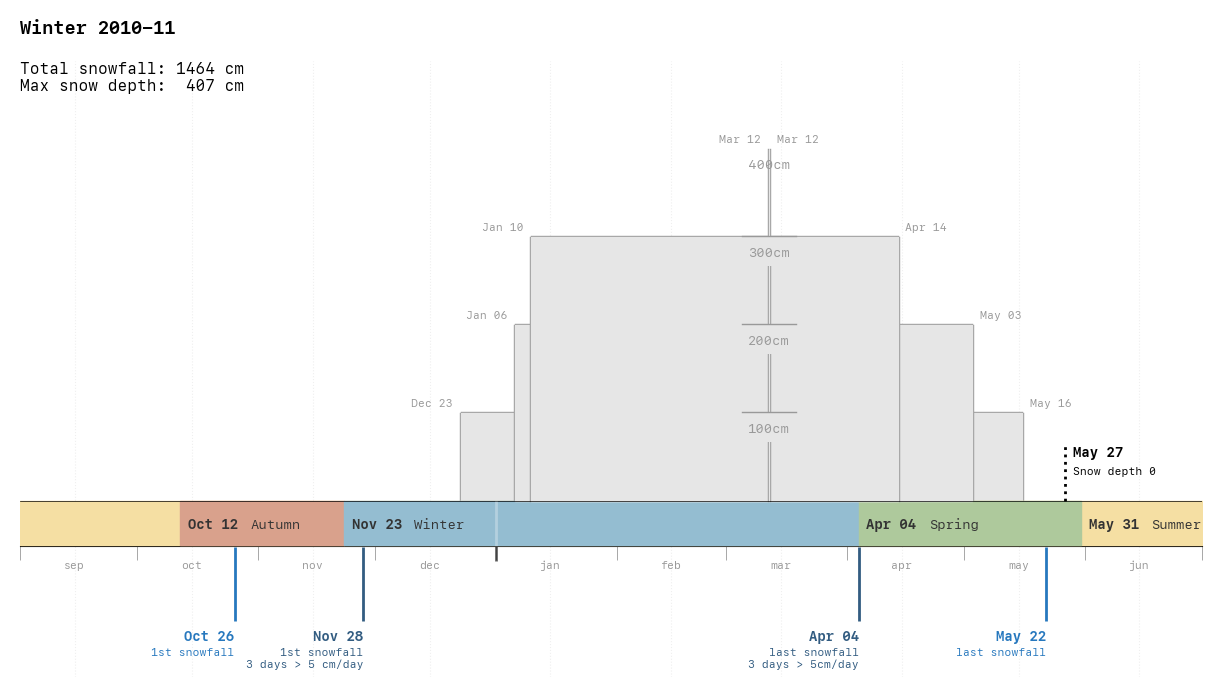 Winter 2010–11
Total snowfall: 1464 cm
Max snow depth: 407 cm
Mar 12 Mar 12
400cm
Jan 10
Apr 14
300cm
Jan 06
May 03
200cm
Dec 23
May 16
100cm
May 27
Snow depth 0
Oct 12 Autumn
Nov 23 Winter
Apr 04 Spring
May 31 Summer
sep oct nov dec jan feb mar apr may jun
Oct 26
1st snowfall
Nov 28
1st snowfall
3 days > 5 cm/day
Apr 04
last snowfall
3 days > 5cm/day
May 22
last snowfall